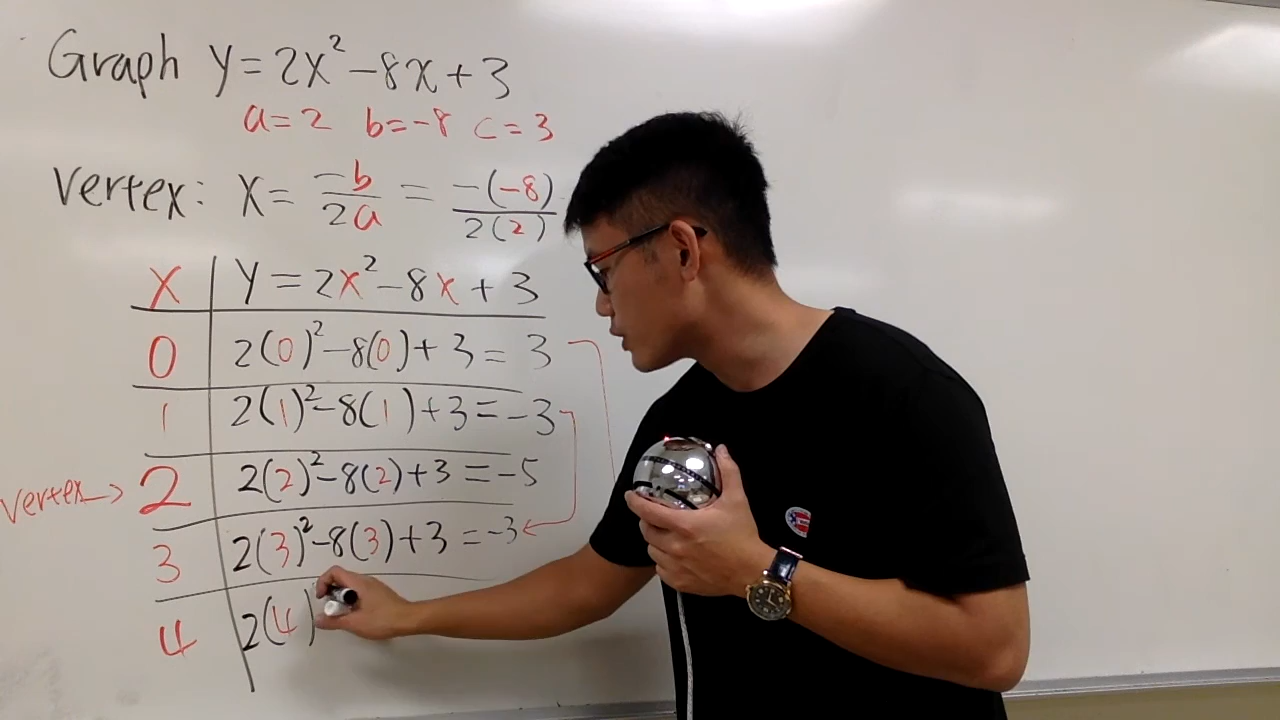 Graph y=2x²-8x+3
a=2 b=-8 c=3
Vertex: x= -b/2a = -(-8)/2(2)
x | y=2x²-8x+3
0 | 2(0)²-8(0)+3=3
1 | 2(1)²-8(1)+3=-3
vertex→ 2 | 2(2)²-8(2)+3=-5
3 | 2(3)²-8(3)+3=-3
4 | 2(4)